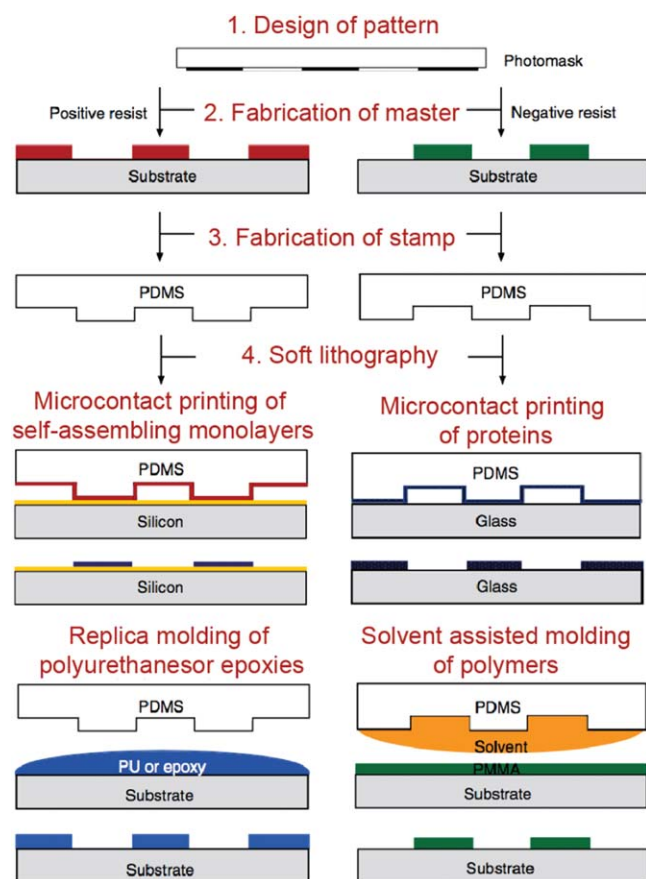 1. Design of pattern
Photomask
Positive resist
2. Fabrication of master
Negative resist
Substrate
Substrate
3. Fabrication of stamp
PDMS
PDMS
4. Soft lithography
Microcontact printing of
self-assembling monolayers
PDMS
Silicon
Silicon
Microcontact printing
of proteins
PDMS
Glass
Glass
Replica molding of
polyurethanesor epoxies
PDMS
PU or epoxy
Substrate
Substrate
Solvent assisted molding
of polymers
PDMS
Solvent
PMMA
Substrate
Substrate